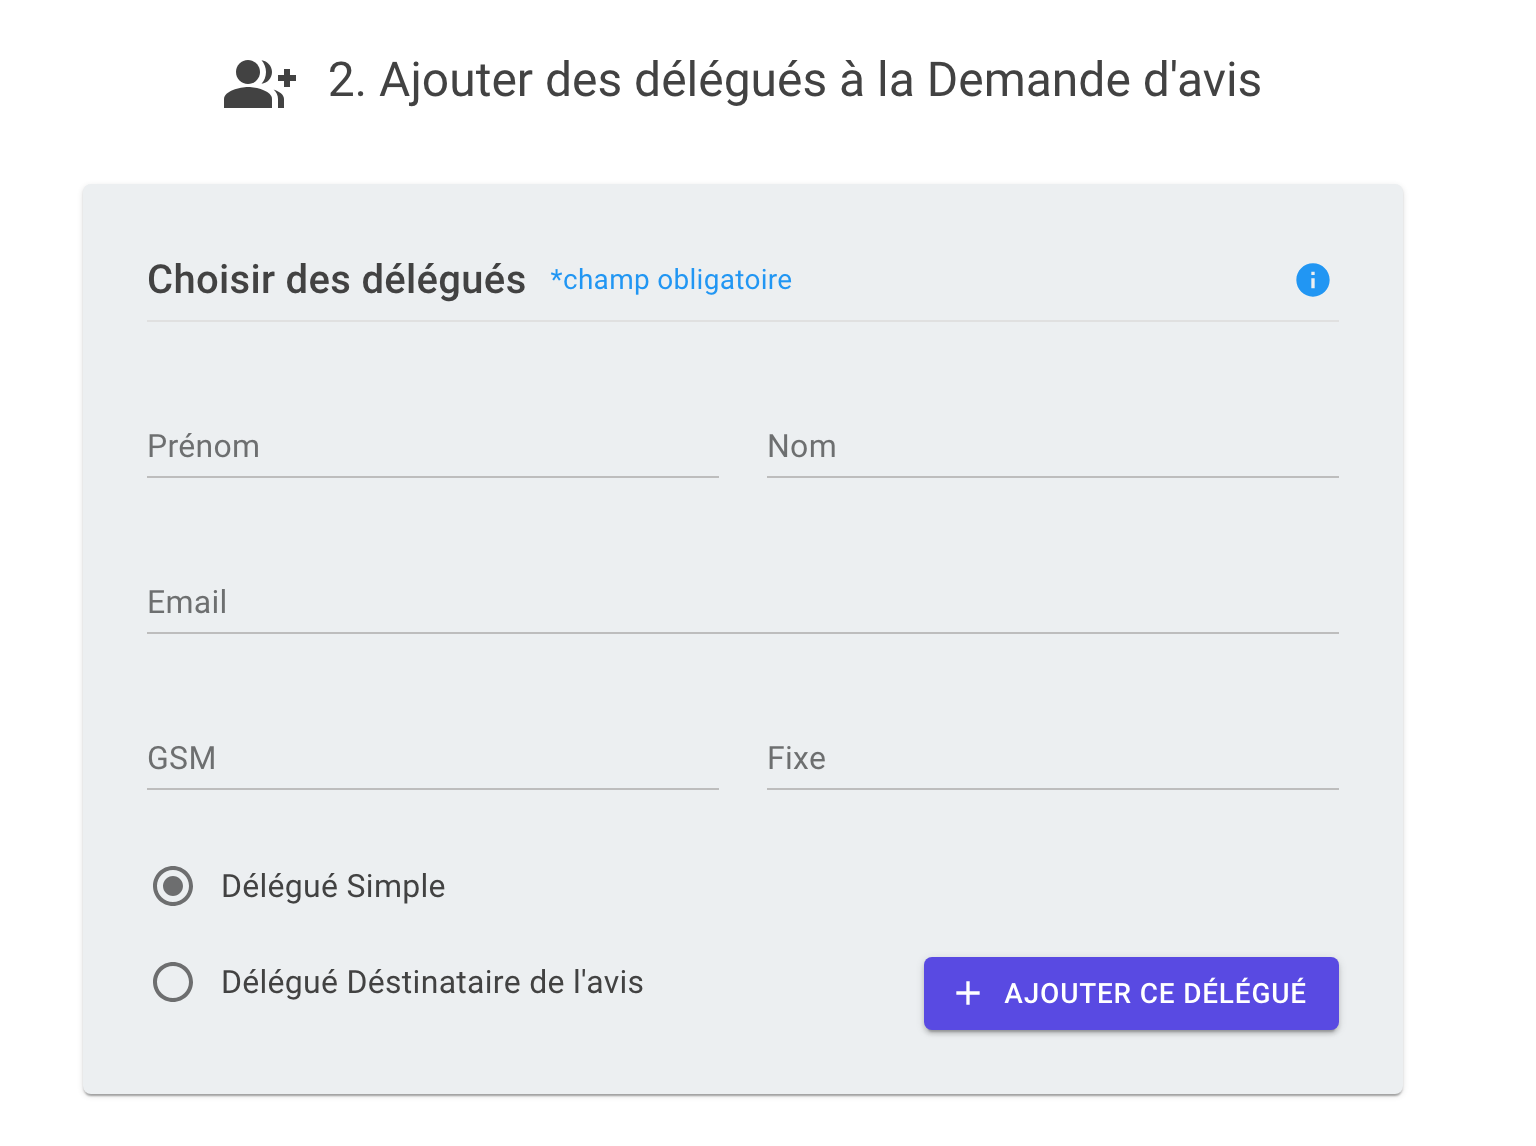 2. Ajouter des délégués à la Demande d'avis
Choisir des délégués *champ obligatoire
Prénom
Nom
Email
GSM
Fixe
Délégué Simple
Délégué Déstinataire de l'avis
+ AJOUTER CE DÉLÉGUÉ